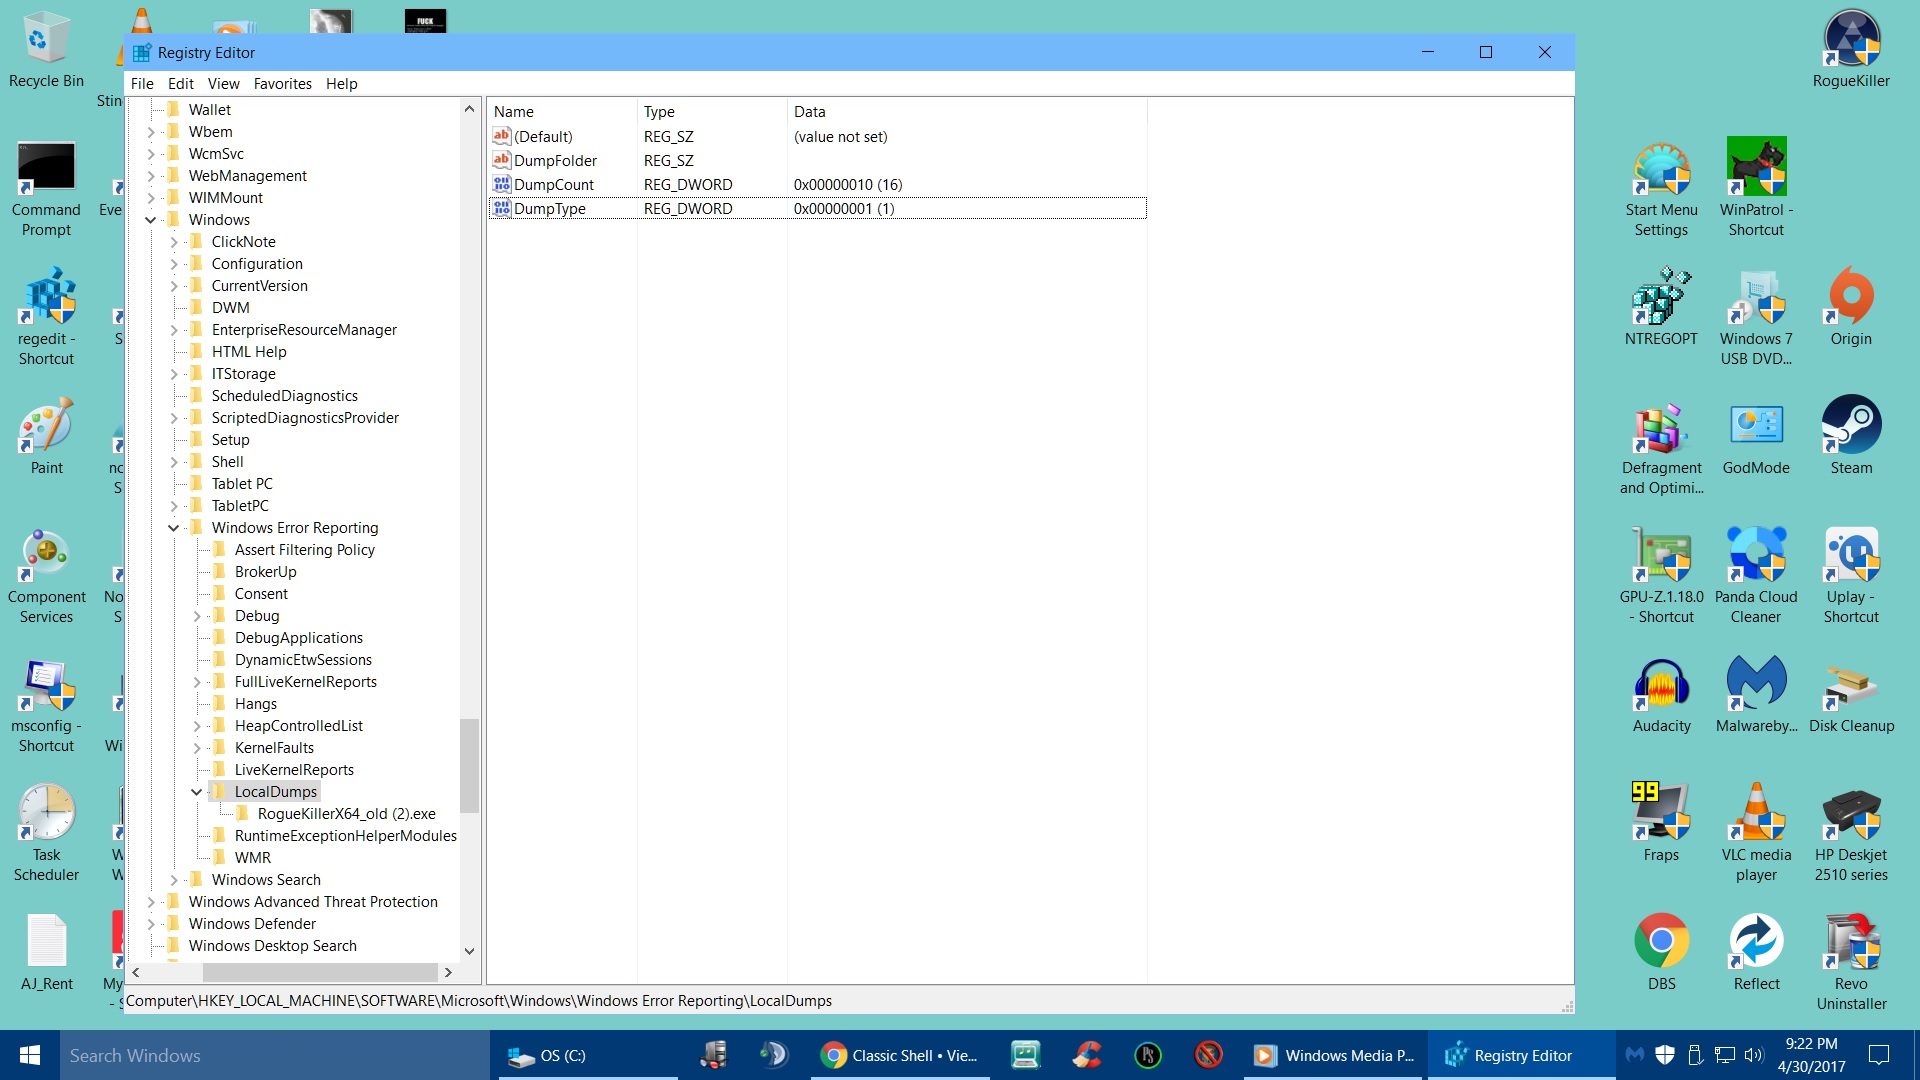 Recycle Bin
Stin
FUCK
Registry Editor
File Edit View Favorites Help
Wallet
Wbem
WcmSvc
WebManagement
WIMMount
Windows
ClickNote
Configuration
CurrentVersion
DWM
EnterpriseResourceManager
HTML Help
ITStorage
ScheduledDiagnostics
ScriptedDiagnosticsProvider
Setup
Shell
Tablet PC
TabletPC
Windows Error Reporting
Assert Filtering Policy
BrokerUp
Consent
Debug
DebugApplications
DynamicEtwSessions
FullLiveKernelReports
Hangs
HeapControlledList
KernelFaults
LiveKernelReports
LocalDumps
RogueKillerX64_old (2).exe
RuntimeExceptionHelperModules
WMR
Windows Search
Windows Advanced Threat Protection
Windows Defender
Windows Desktop Search
Name Type Data
(Default) REG_SZ (value not set)
DumpFolder REG_SZ
DumpCount REG_DWORD 0x00000010 (16)
DumpType REG_DWORD 0x00000001 (1)
Computer\HKEY_LOCAL_MACHINE\SOFTWARE\Microsoft\Windows\Windows Error Reporting\LocalDumps
Command
Prompt
Eve
regedit -
Shortcut
S
Paint
nc
S
Component
Services
No
S
msconfig -
Shortcut
Wi
Task
Scheduler
W
W
AJ_Rent
My
- S
RogueKiller
Start Menu
Settings
WinPatrol -
Shortcut
NTREGOPT
Windows 7
USB DVD...
Origin
Defragment
and Optimi...
GodMode
Steam
GPU-Z.1.18.0
- Shortcut
Panda Cloud
Cleaner
Uplay -
Shortcut
Audacity
Malwareby...
Disk Cleanup
99
Fraps
VLC media
player
HP Deskjet
2510 series
DBS
Reflect
Revo
Uninstaller
Search Windows
OS (C:)
Classic Shell • Vie...
Windows Media P...
Registry Editor
9:22 PM
4/30/2017